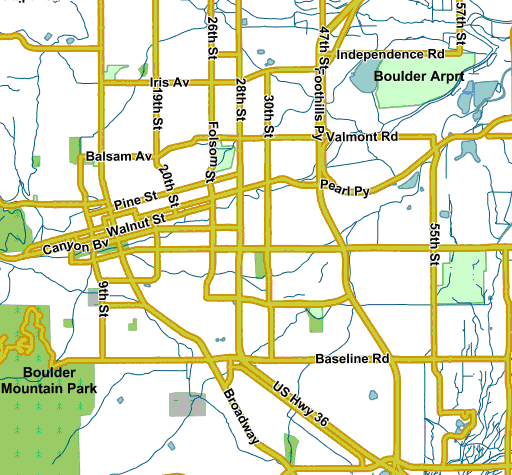 26th St
47th St
57th St
Independence Rd
Boulder Arprt
Iris Av
19th St
28th St
30th St
Foothills Py
Folsom St
Valmont Rd
Balsam Av
20th St
Pearl Py
Pine St
Walnut St
Canyon Bv
55th St
9th St
Baseline Rd
Boulder
Mountain Park
US Hwy 36
Broadway